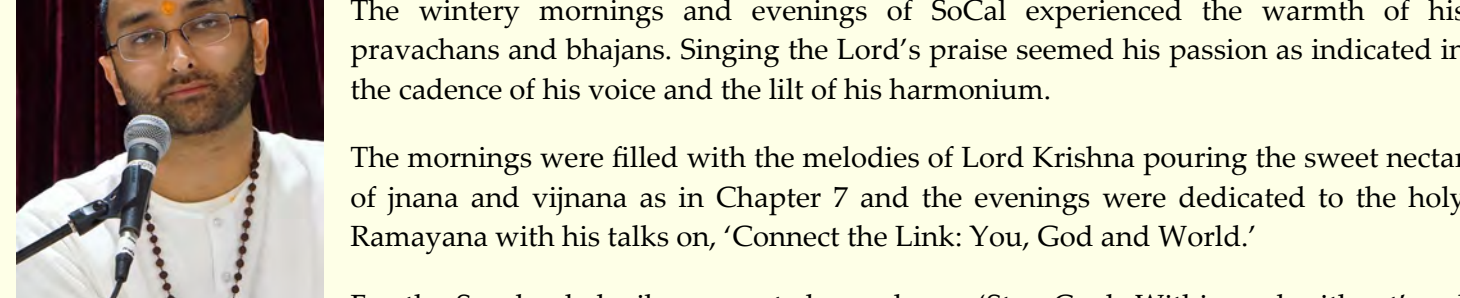 The wintery mornings and evenings of SoCal experienced the warmth of his
pravachans and bhajans. Singing the Lord’s praise seemed his passion as indicated in
the cadence of his voice and the lilt of his harmonium.
The mornings were filled with the melodies of Lord Krishna pouring the sweet nectar
of jnana and vijnana as in Chapter 7 and the evenings were dedicated to the holy
Ramayana with his talks on, ‘Connect the Link: You, God and World.’